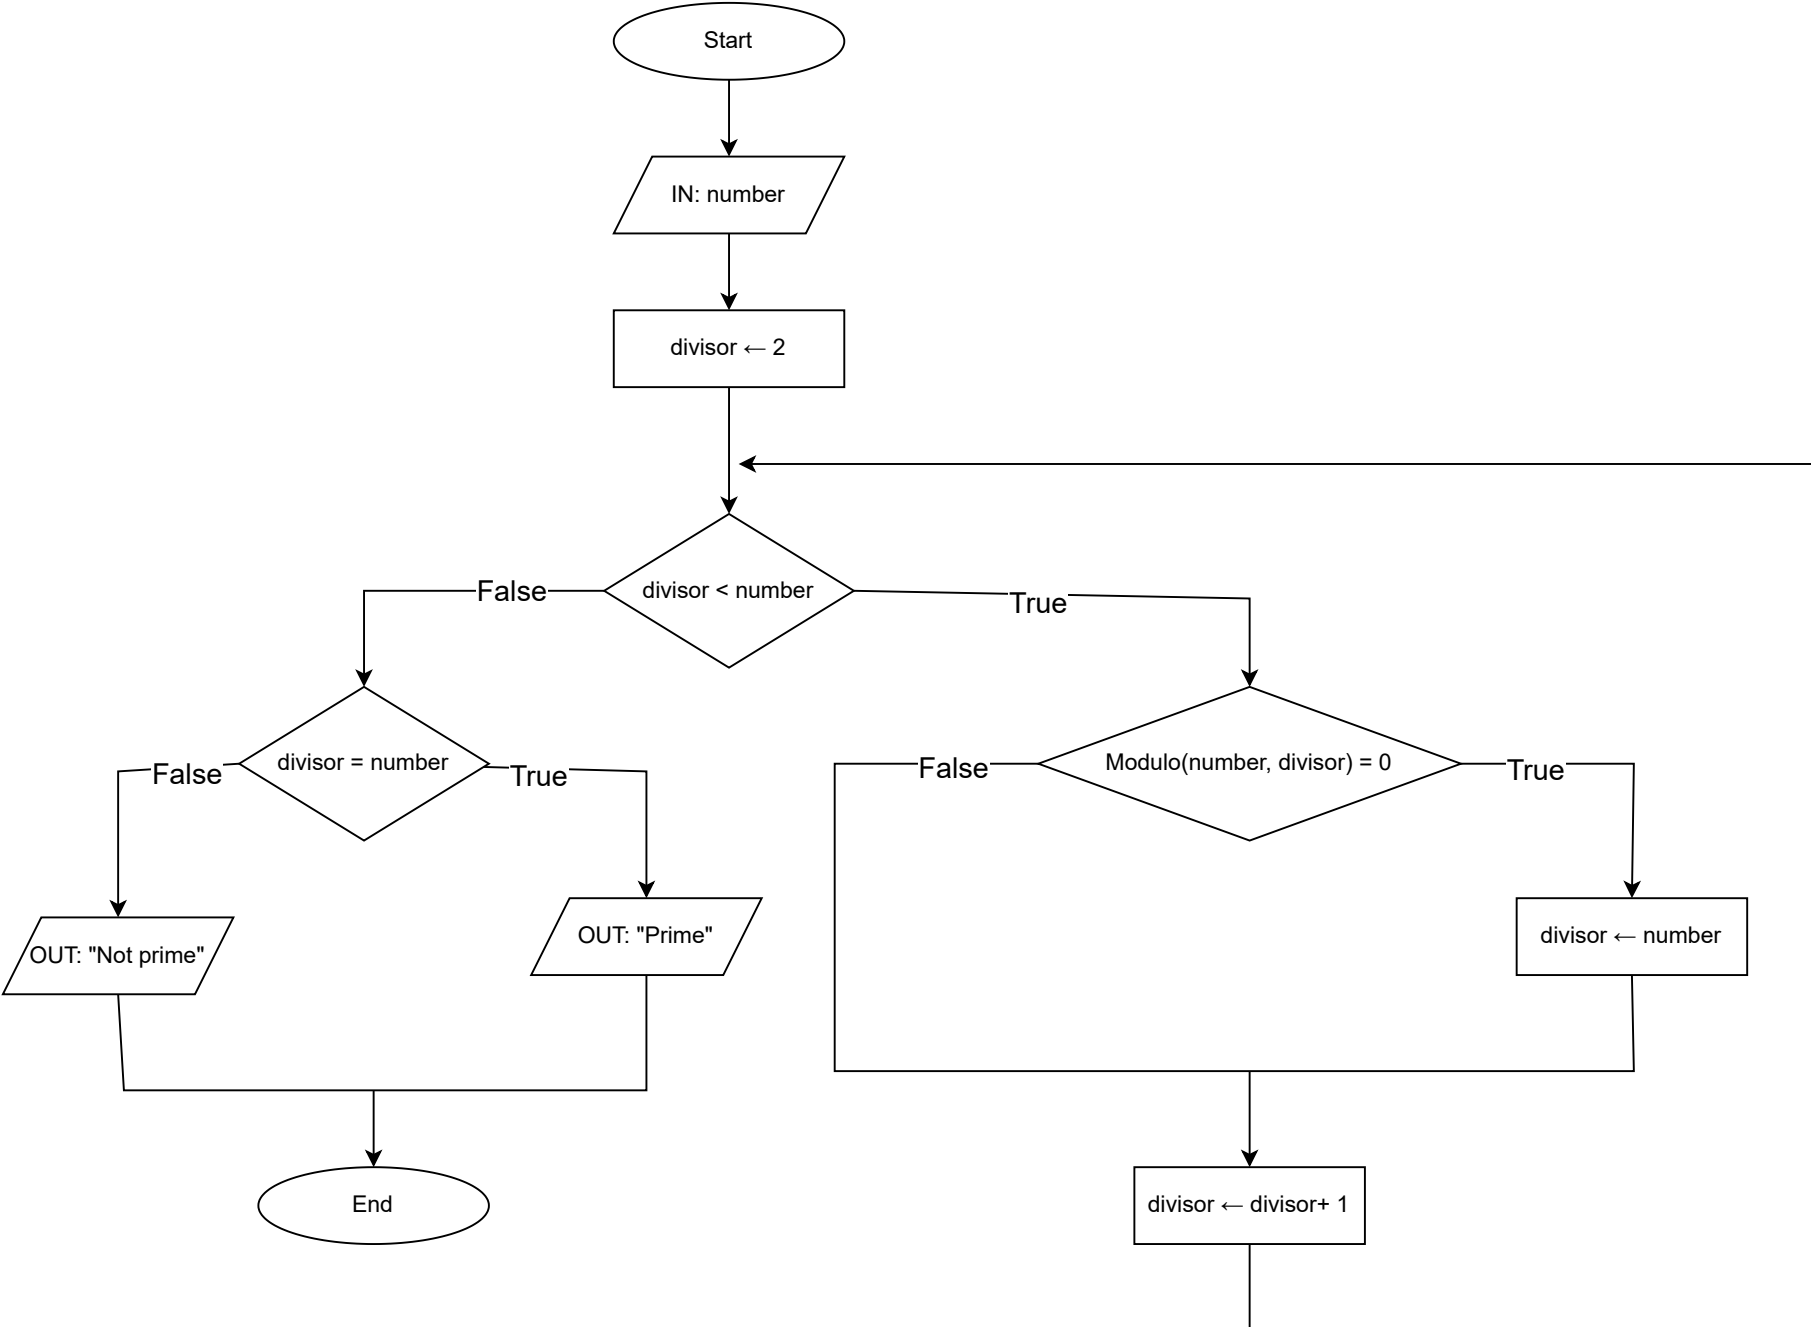 Start
IN: number
divisor ← 2
divisor < number
False
True
divisor = number
False
True
Modulo(number, divisor) = 0
False
True
OUT: "Not prime"
OUT: "Prime"
divisor ← number
End
divisor ← divisor+ 1